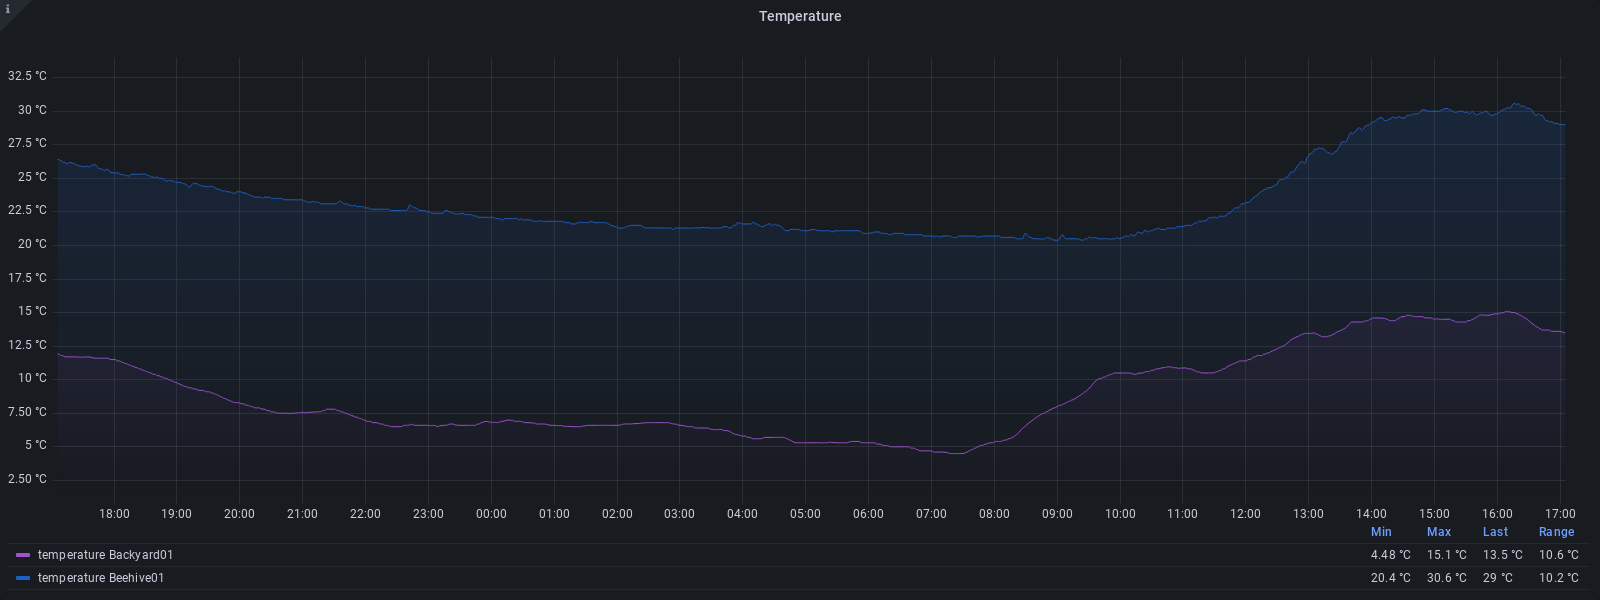 i
Temperature
32.5 °C
30 °C
27.5 °C
25 °C
22.5 °C
20 °C
17.5 °C
15 °C
12.5 °C
10 °C
7.50 °C
5 °C
2.50 °C
18:00 19:00 20:00 21:00 22:00 23:00 00:00 01:00 02:00 03:00 04:00 05:00 06:00 07:00 08:00 09:00 10:00 11:00 12:00 13:00 14:00 15:00 16:00 17:00
Min Max Last Range
temperature Backyard01 4.48 °C 15.1 °C 13.5 °C 10.6 °C
temperature Beehive01 20.4 °C 30.6 °C 29 °C 10.2 °C